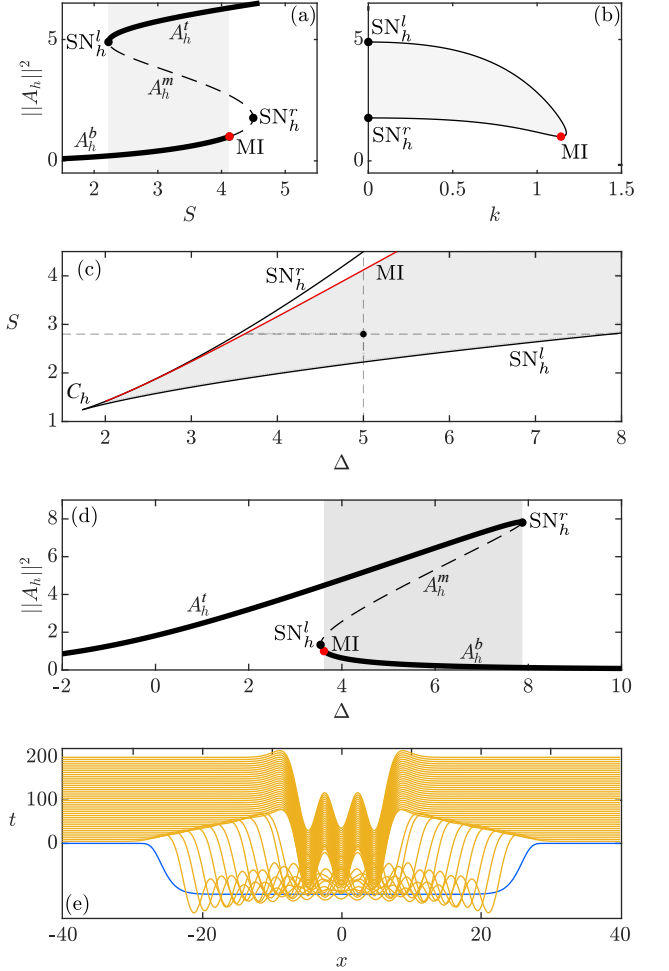 (a)
SN_h^l
A_h^t
5
||A_h||^2
A_h^m
SN_h^r
A_h^b
MI
0
2 3 4 5
S
(b)
SN_h^l
5
SN_h^r
MI
0
0 0.5 1 1.5
k
(c)
SN_h^r
MI
4
S
3
SN_h^l
2
C_h
1
2 3 4 5 6 7 8
Δ
(d)
8
SN_h^r
6
||A_h||^2
A_h^t
A_h^m
4
SN_h^l
MI
2
A_h^b
0
-2 0 2 4 6 8 10
Δ
200
100
t
0
(e)
-40 -20 0 20 40
x